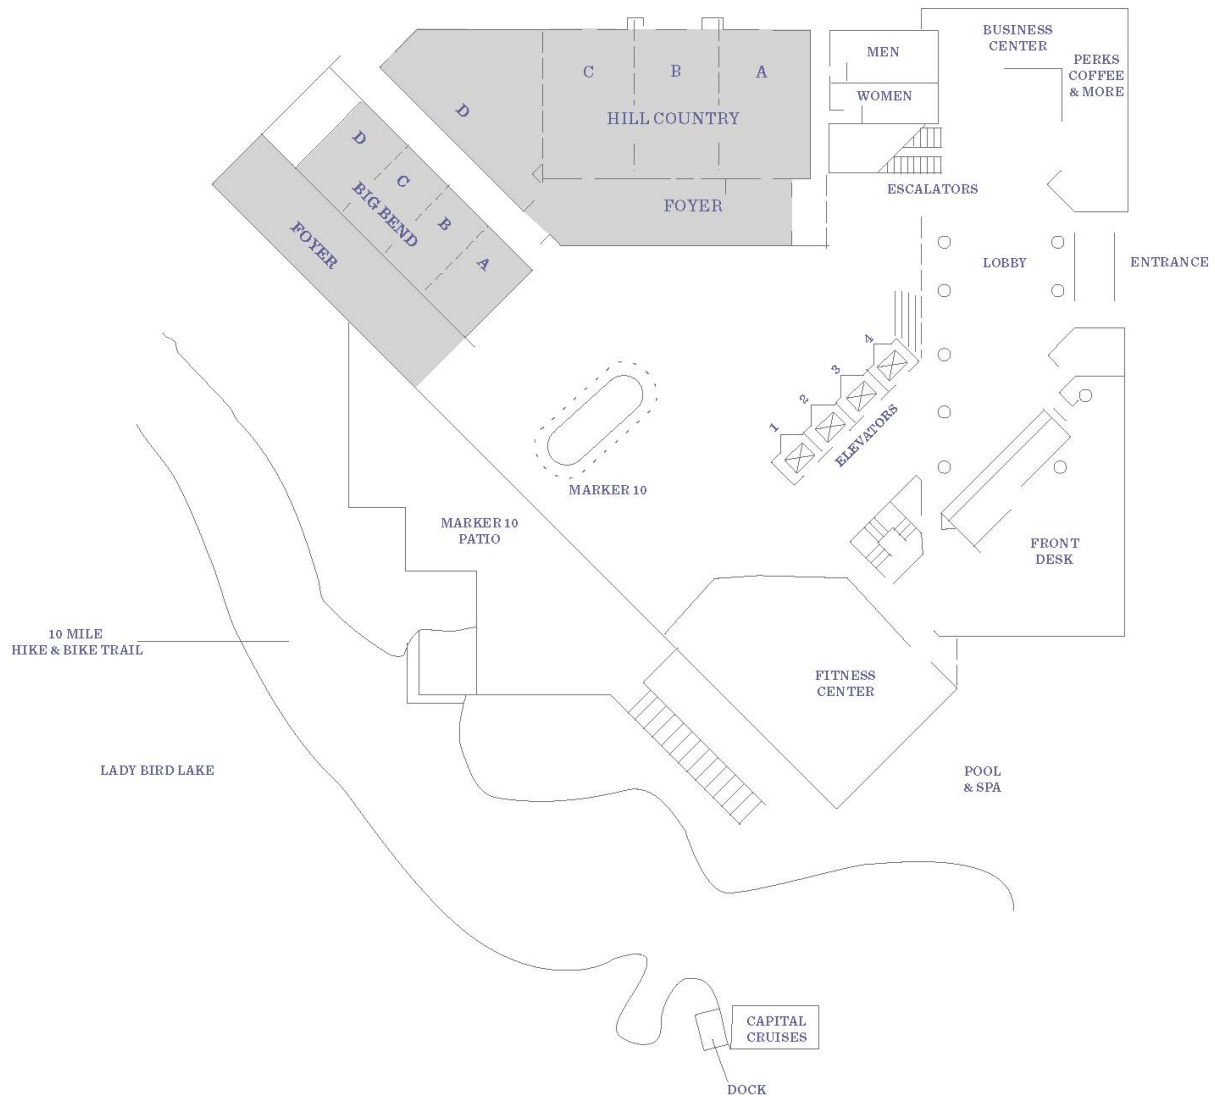 BUSINESS
CENTER
MEN
PERKS
COFFEE
& MORE
C
B
A
WOMEN
D
HILL COUNTRY
D
C
BIG BEND
B
A
FOYER
ESCALATORS
FOYER
LOBBY
ENTRANCE
4
3
2
1
ELEVATORS
MARKER 10
MARKER 10
PATIO
FRONT
DESK
10 MILE
HIKE & BIKE TRAIL
FITNESS
CENTER
LADY BIRD LAKE
POOL
& SPA
CAPITAL
CRUISES
DOCK